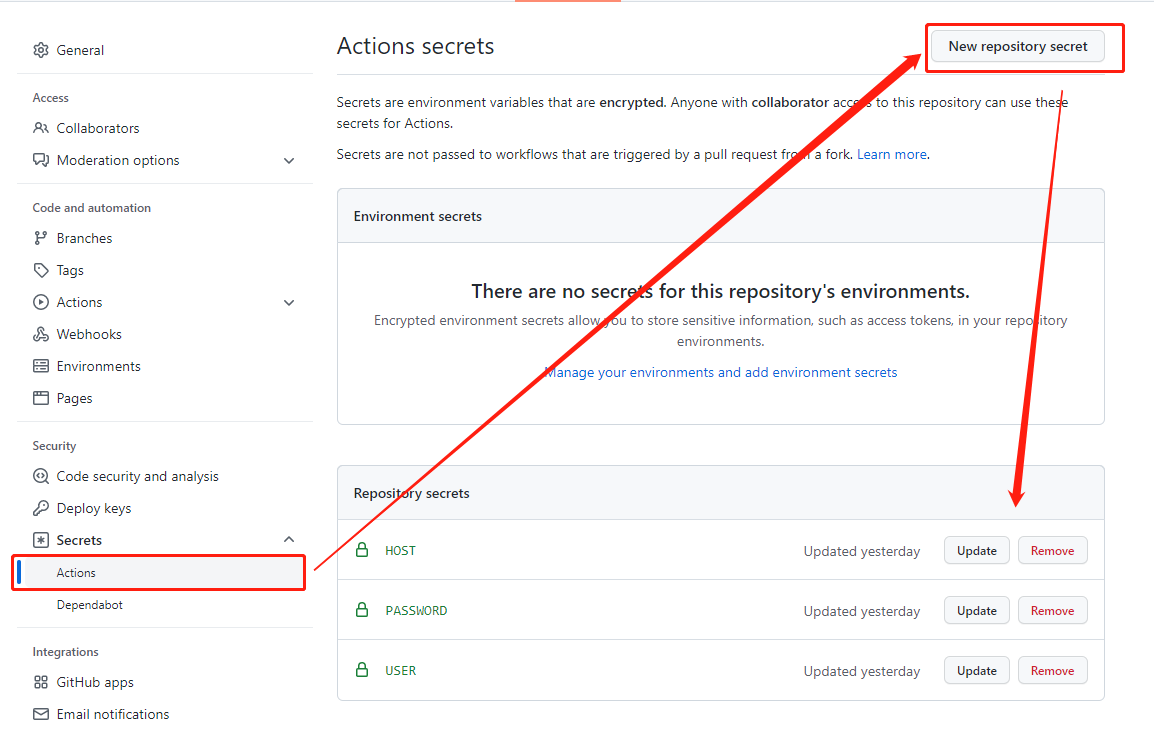 General
Access
Collaborators
Moderation options
Code and automation
Branches
Tags
Actions
Webhooks
Environments
Pages
Security
Code security and analysis
Deploy keys
Secrets
Actions
Dependabot
Integrations
GitHub apps
Email notifications
Actions secrets
New repository secret
Secrets are environment variables that are encrypted. Anyone with collaborator access to this repository can use these
secrets for Actions.
Secrets are not passed to workflows that are triggered by a pull request from a fork. Learn more.
Environment secrets
There are no secrets for this repository's environments.
Encrypted environment secrets allow you to store sensitive information, such as access tokens, in your repository
environments.
Manage your environments and add environment secrets
Repository secrets
HOST Updated yesterday Update Remove
PASSWORD Updated yesterday Update Remove
USER Updated yesterday Update Remove